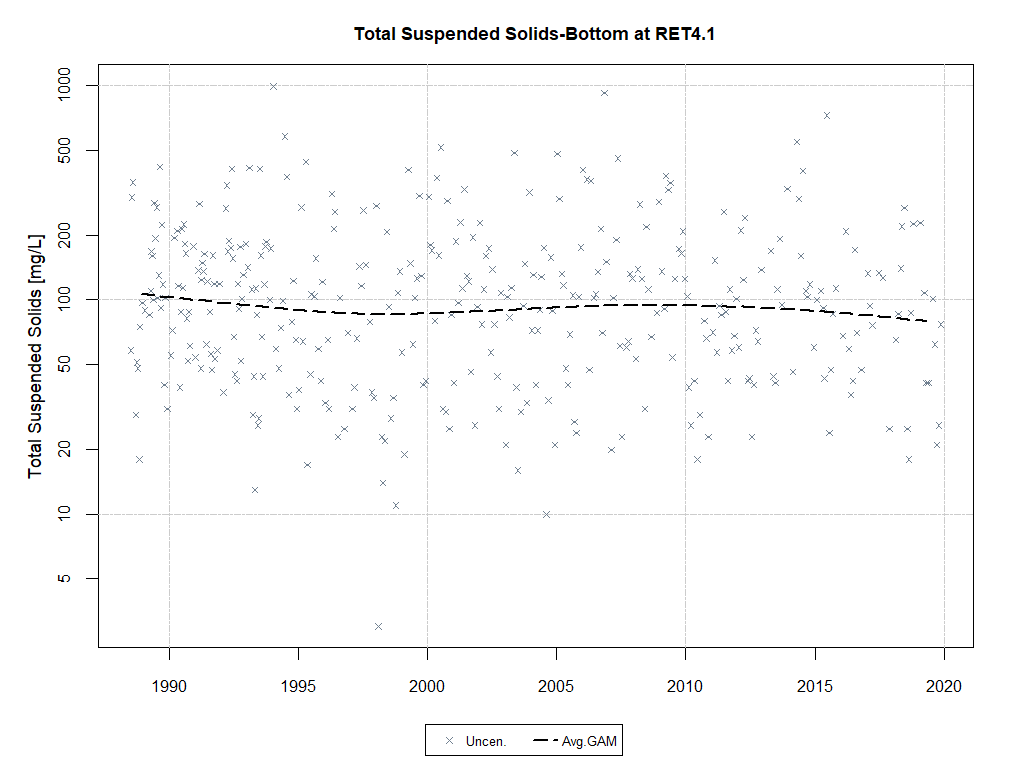 Total Suspended Solids-Bottom at RET4.1
Total Suspended Solids [mg/L]
1000
500
200
100
50
20
10
5
1990 1995 2000 2005 2010 2015 2020
Uncen. Avg.GAM